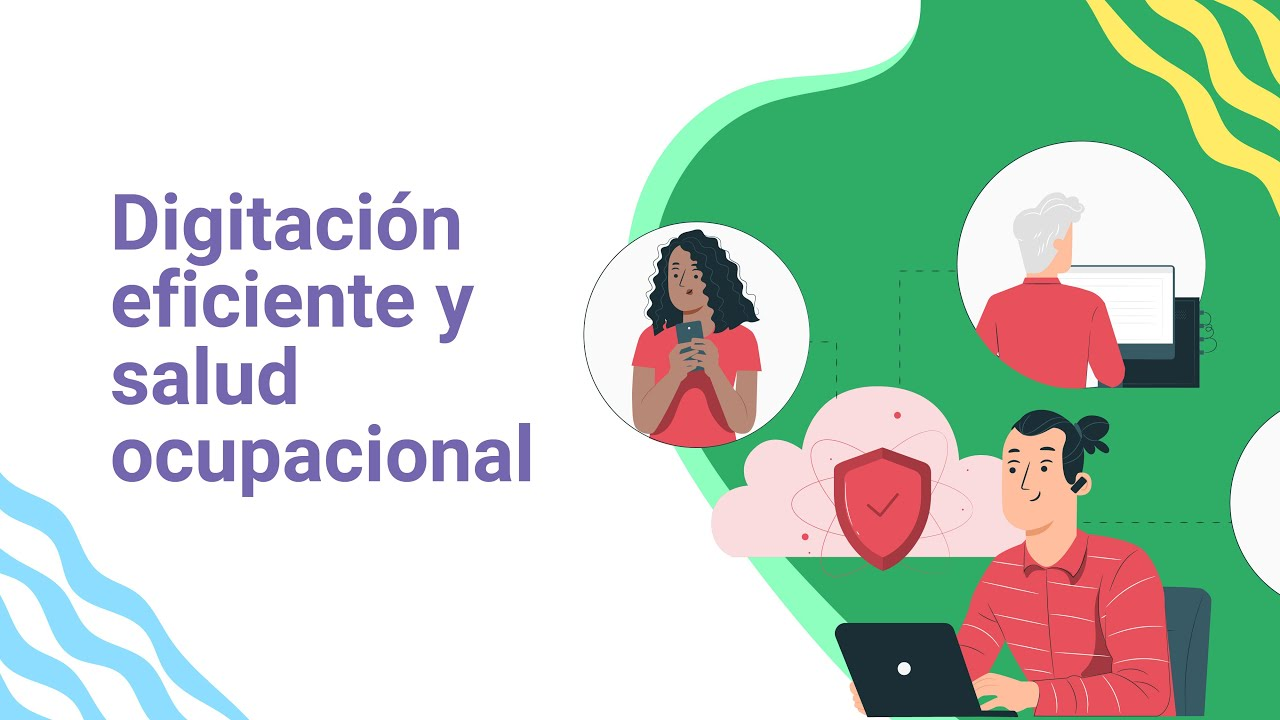 Digitación
eficiente y
salud
ocupacional